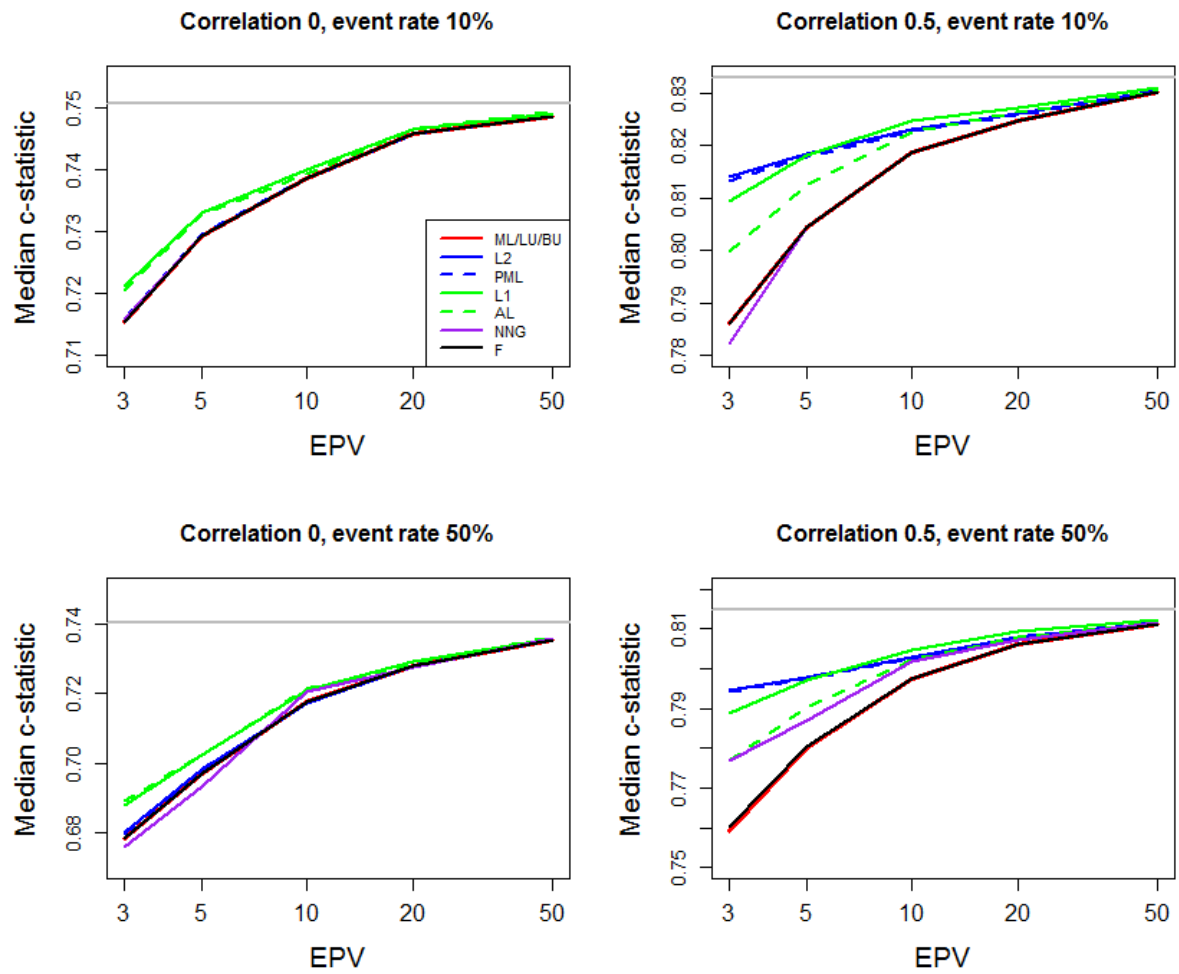 Correlation 0, event rate 10%
Median c-statistic
0.75
0.74
0.73
0.72
0.71
ML/LU/BU
L2
PML
L1
AL
NNG
F
3 5 10 20 50
EPV
Correlation 0.5, event rate 10%
Median c-statistic
0.83
0.82
0.81
0.80
0.79
0.78
3 5 10 20 50
EPV
Correlation 0, event rate 50%
Median c-statistic
0.74
0.72
0.70
0.68
3 5 10 20 50
EPV
Correlation 0.5, event rate 50%
Median c-statistic
0.81
0.79
0.77
0.75
3 5 10 20 50
EPV